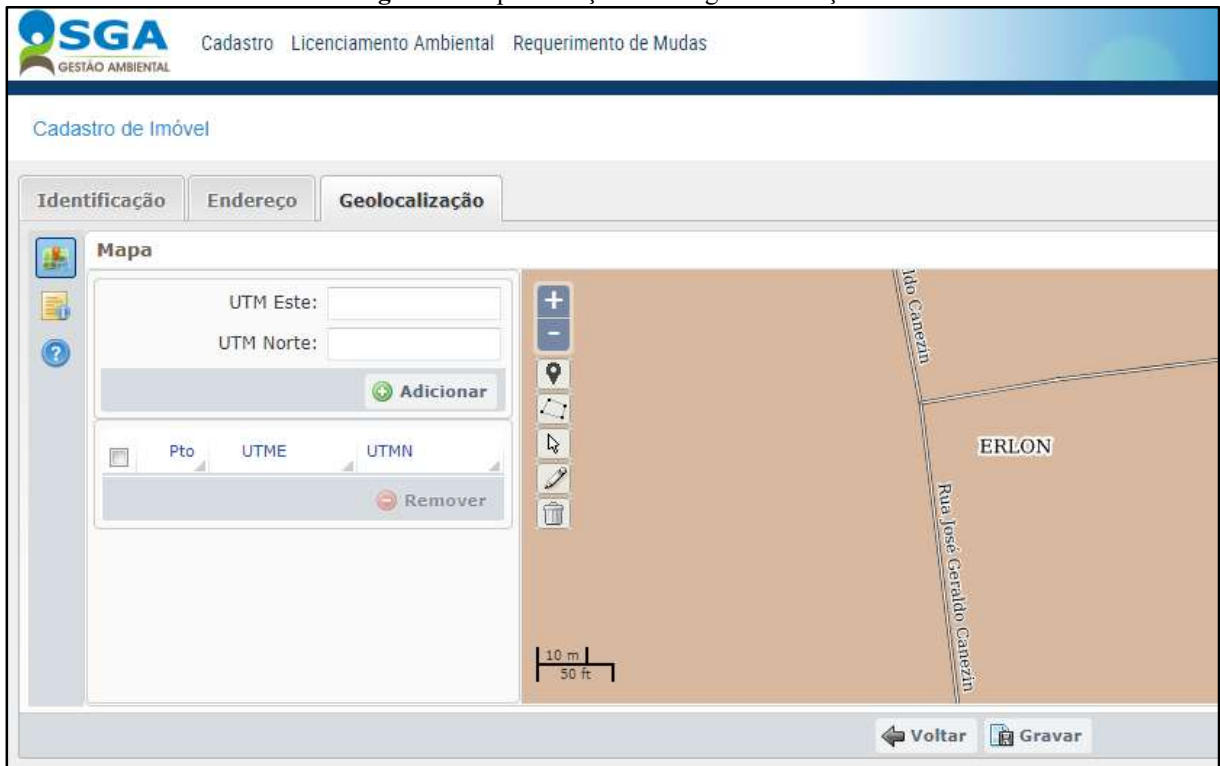 SGA
GESTÃO AMBIENTAL
Cadastro Licenciamento Ambiental Requerimento de Mudas
Cadastro de Imóvel
Identificação Endereço Geolocalização
Mapa
UTM Este:
UTM Norte:
Adicionar
Pto UTME UTMN
Remover
+
-
ldo Canezin
ERLON
Rua José Geraldo Canezin
10 m
50 ft
Voltar Gravar